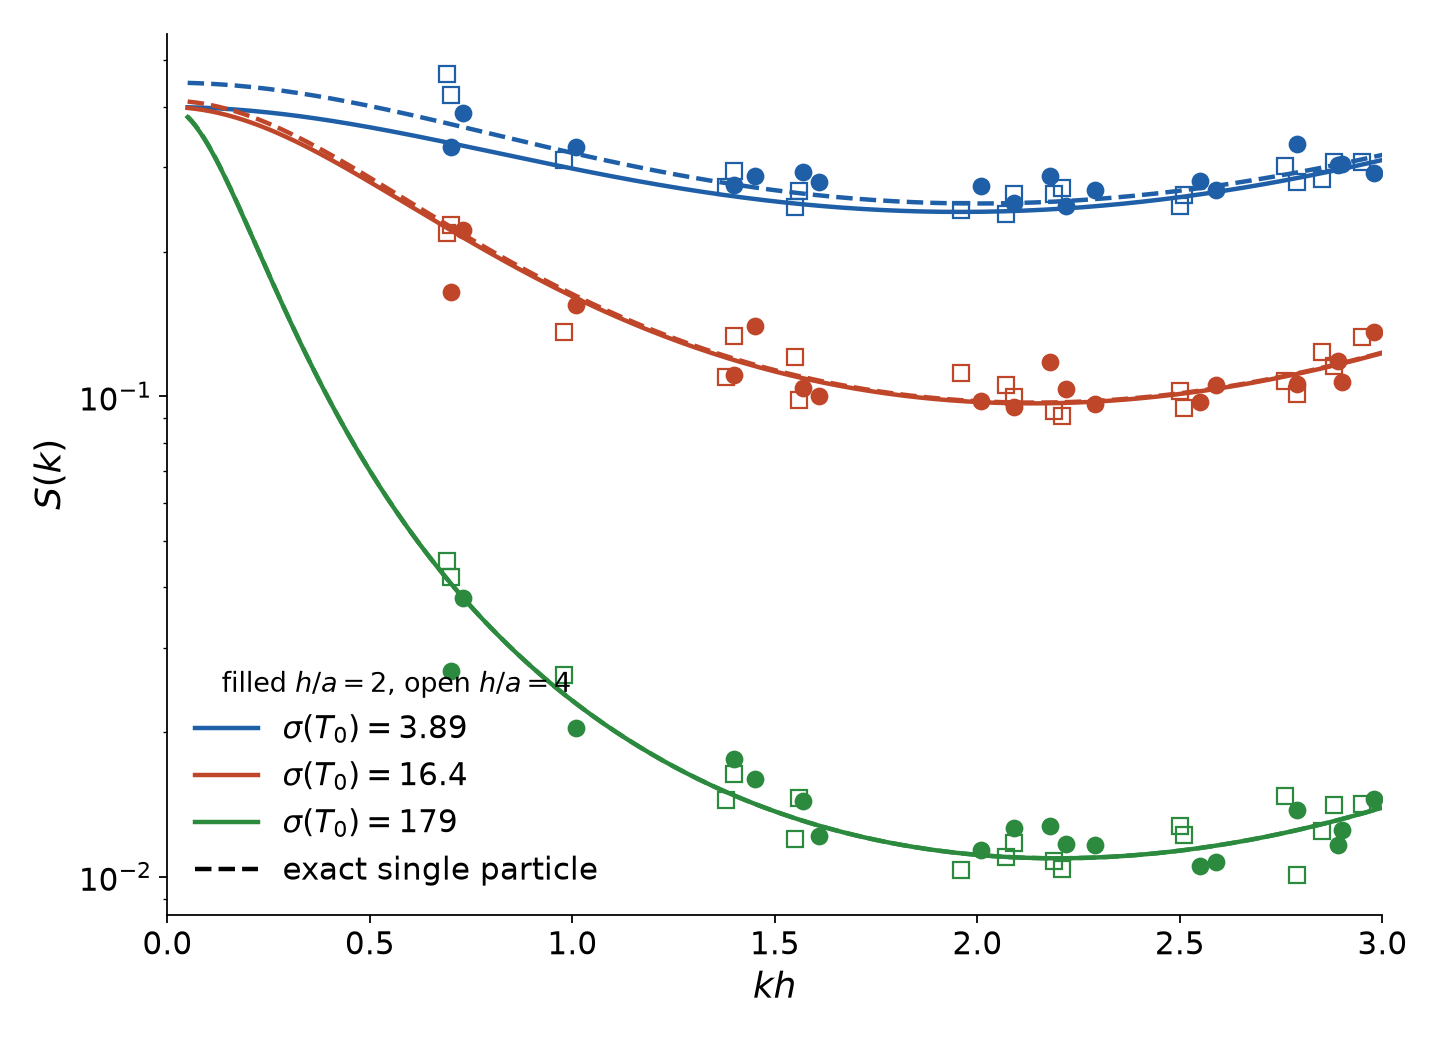 S(k)
10⁻¹
10⁻²
filled h/a = 2, open h/a = 4
σ(T₀) = 3.89
σ(T₀) = 16.4
σ(T₀) = 179
exact single particle
0.0 0.5 1.0 1.5 2.0 2.5 3.0
kh